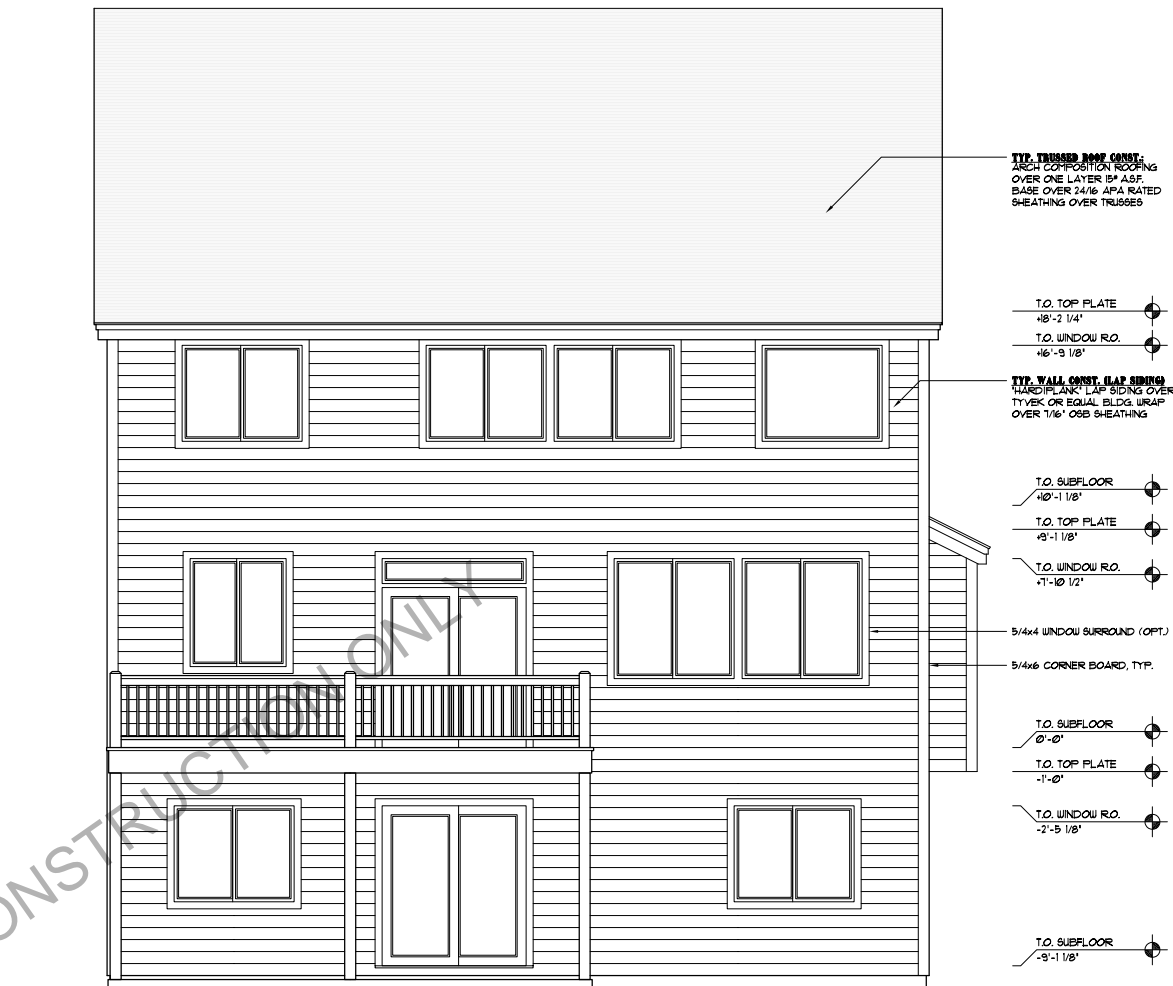 TYP. TRUSSED ROOF CONST.:
ARCH COMPOSITION ROOFING
OVER ONE LAYER 15# A.S.F.
BASE OVER 24/16 APA RATED
SHEATHING OVER TRUSSES
T.O. TOP PLATE
+18'-2 1/4"
T.O. WINDOW R.O.
+16'-9 1/8"
TYP. WALL CONST. (LAP SIDING)
'HARDIPLANK' LAP SIDING OVER
TYVEK OR EQUAL BLDG. WRAP
OVER 7/16" OSB SHEATHING
T.O. SUBFLOOR
+10'-1 1/8"
T.O. TOP PLATE
+9'-1 1/8"
T.O. WINDOW R.O.
+7'-10 1/2"
5/4x4 WINDOW SURROUND (OPT.)
5/4x6 CORNER BOARD, TYP.
T.O. SUBFLOOR
0'-0"
T.O. TOP PLATE
-1'-0"
T.O. WINDOW R.O.
-2'-5 1/8"
T.O. SUBFLOOR
-9'-1 1/8"
ONSTRUCTION ONLY